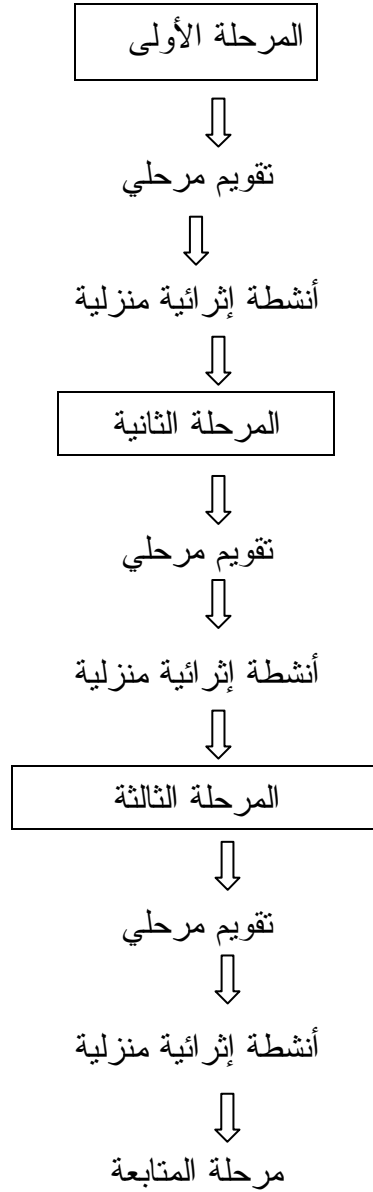 المرحلة الأولى
تقويم مرحلي
أنشطة إثرائية منزلية
المرحلة الثانية
تقويم مرحلي
أنشطة إثرائية منزلية
المرحلة الثالثة
تقويم مرحلي
أنشطة إثرائية منزلية
مرحلة المتابعة